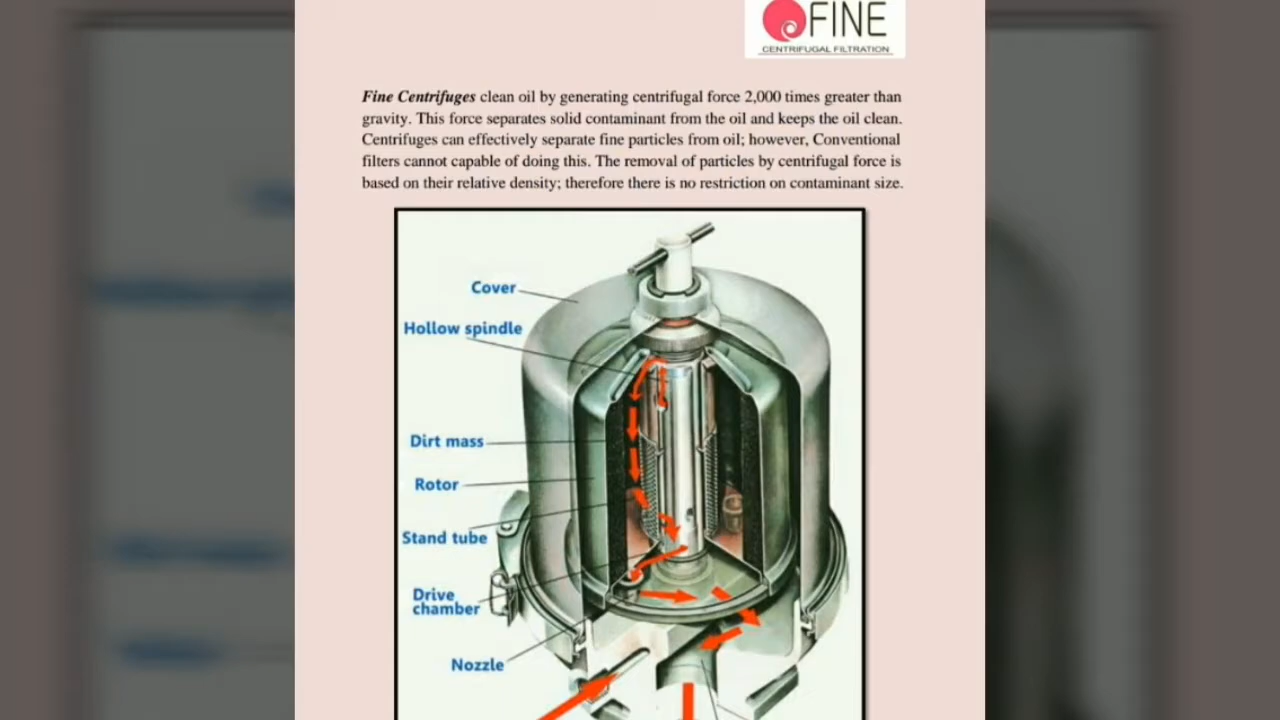 FINE
CENTRIFUGAL FILTRATION
Fine Centrifuges clean oil by generating centrifugal force 2,000 times greater than
gravity. This force separates solid contaminant from the oil and keeps the oil clean.
Centrifuges can effectively separate fine particles from oil; however, Conventional
filters cannot capable of doing this. The removal of particles by centrifugal force is
based on their relative density; therefore there is no restriction on contaminant size.
Cover
Hollow spindle
Dirt mass
Rotor
Stand tube
Drive
chamber
Nozzle